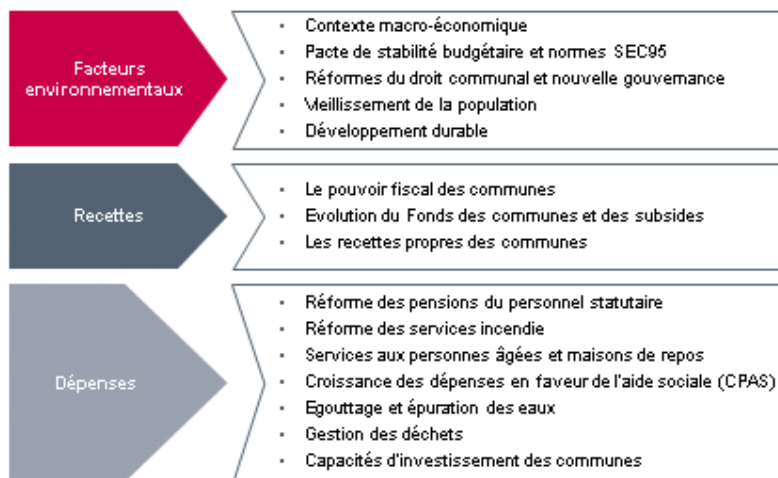 Facteurs
environnementaux
• Contexte macro-économique
• Pacte de stabilité budgétaire et normes SEC95
• Réformes du droit communal et nouvelle gouvernance
• Vieillissement de la population
• Développement durable
Recettes
• Le pouvoir fiscal des communes
• Evolution du Fonds des communes et des subsides
• Les recettes propres des communes
Dépenses
• Réforme des pensions du personnel statutaire
• Réforme des services incendie
• Services aux personnes âgées et maisons de repos
• Croissance des dépenses en faveur de l'aide sociale (CPAS)
• Egouttage et épuration des eaux
• Gestion des déchets
• Capacités d'investissement des communes